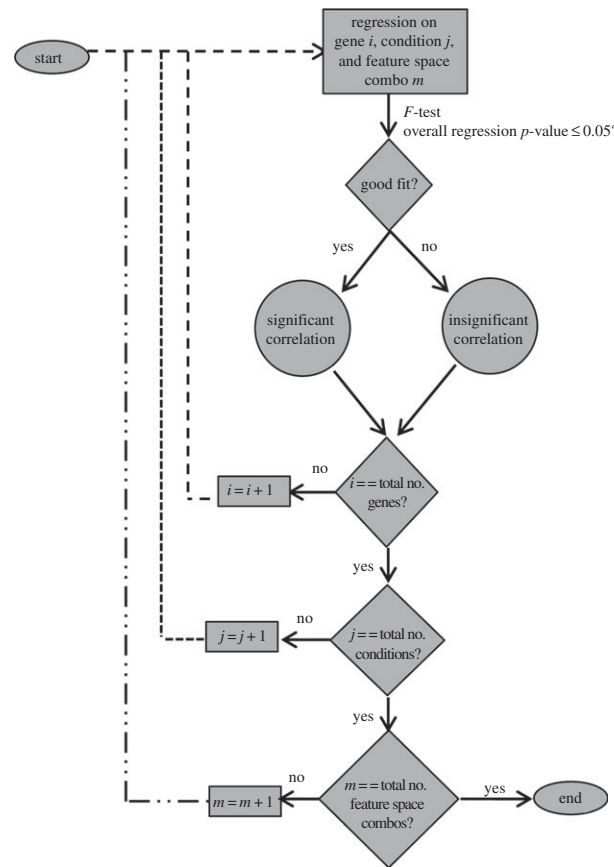 start
regression on
gene i, condition j,
and feature space
combo m
F-test
overall regression p-value ≤ 0.05?
good fit?
yes
no
significant
correlation
insignificant
correlation
no
i = i + 1
i == total no.
genes?
yes
no
j = j + 1
j == total no.
conditions?
yes
no
m = m + 1
m == total no.
feature space
combos?
yes
end